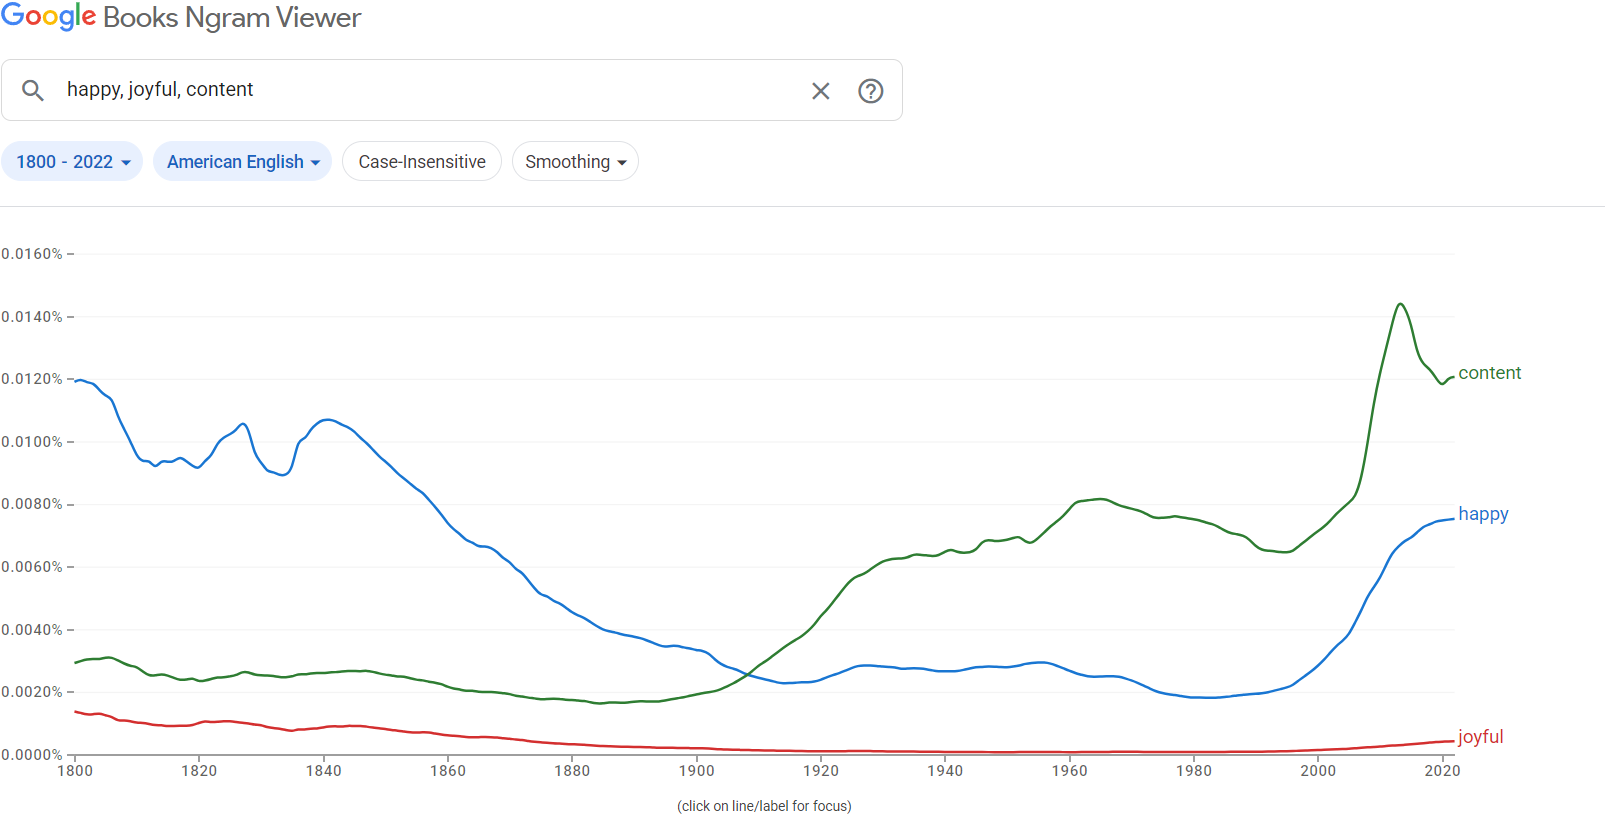 Google Books Ngram Viewer
happy, joyful, content
1800 - 2022 American English Case-Insensitive Smoothing
0.0160%
0.0140%
0.0120%
content
0.0100%
0.0080%
happy
0.0060%
0.0040%
0.0020%
joyful
0.0000%
1800 1820 1840 1860 1880 1900 1920 1940 1960 1980 2000 2020
(click on line/label for focus)